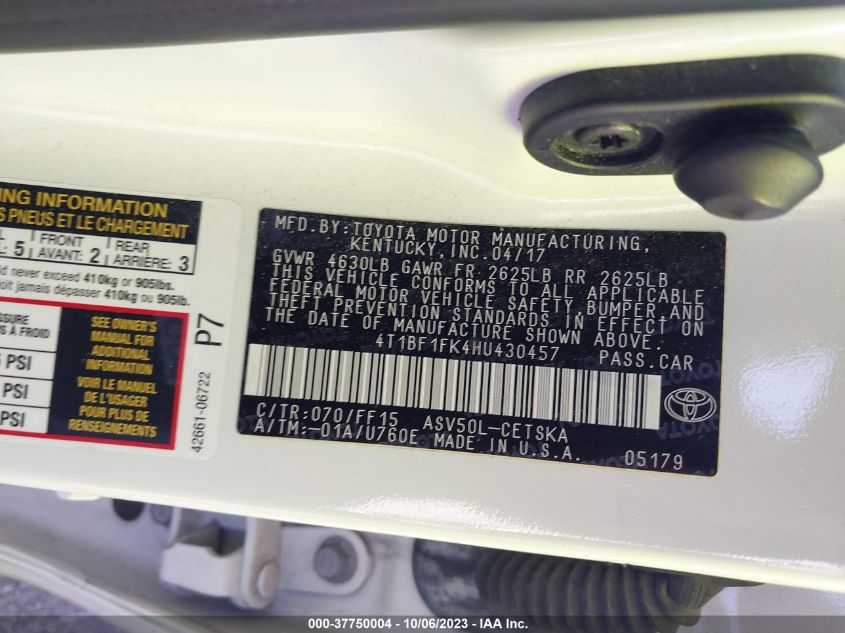 ING INFORMATION
S PNEUS ET LE CHARGEMENT
L FRONT REAR
L: 5 AVANT: 2 ARRIÈRE: 3
ld never exceed 410kg or 905lbs.
oit jamais dépasser 410kg ou 905lb.
SSURE
S À FROID
PSI
PSI
PSI
SEE OWNER'S
MANUAL FOR
ADDITIONAL
INFORMATION
VOIR LE MANUEL
DE L'USAGER
POUR PLUS DE
RENSEIGNEMENTS
P7
42661-06722
MFD. BY: TOYOTA MOTOR MANUFACTURING,
KENTUCKY, INC. 04/17
GVWR 4630LB GAWR FR 2625LB RR 2625LB
THIS VEHICLE CONFORMS TO ALL APPLICABLE
FEDERAL MOTOR VEHICLE SAFETY, BUMPER, AND
THEFT PREVENTION STANDARDS IN EFFECT ON
THE DATE OF MANUFACTURE SHOWN ABOVE.
4T1BF1FK4HU430457 PASS. CAR
C/TR: 070/FF15 ASV50L-CETSKA
A/TM: -01A/U760E MADE IN U.S.A.
05179
000-37750004 - 10/06/2023 - IAA Inc.